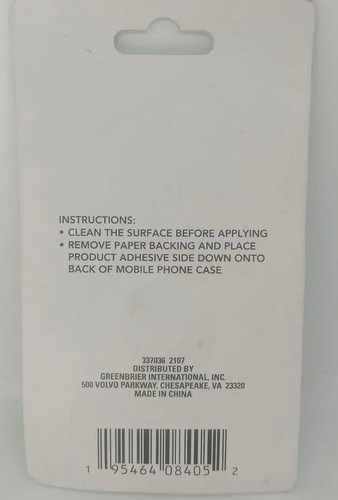 INSTRUCTIONS:
• CLEAN THE SURFACE BEFORE APPLYING
• REMOVE PAPER BACKING AND PLACE
PRODUCT ADHESIVE SIDE DOWN ONTO
BACK OF MOBILE PHONE CASE
337036 2107
DISTRIBUTED BY
GREENBRIER INTERNATIONAL, INC.
500 VOLVO PARKWAY, CHESAPEAKE, VA 23320
MADE IN CHINA
1 95464 08405 2